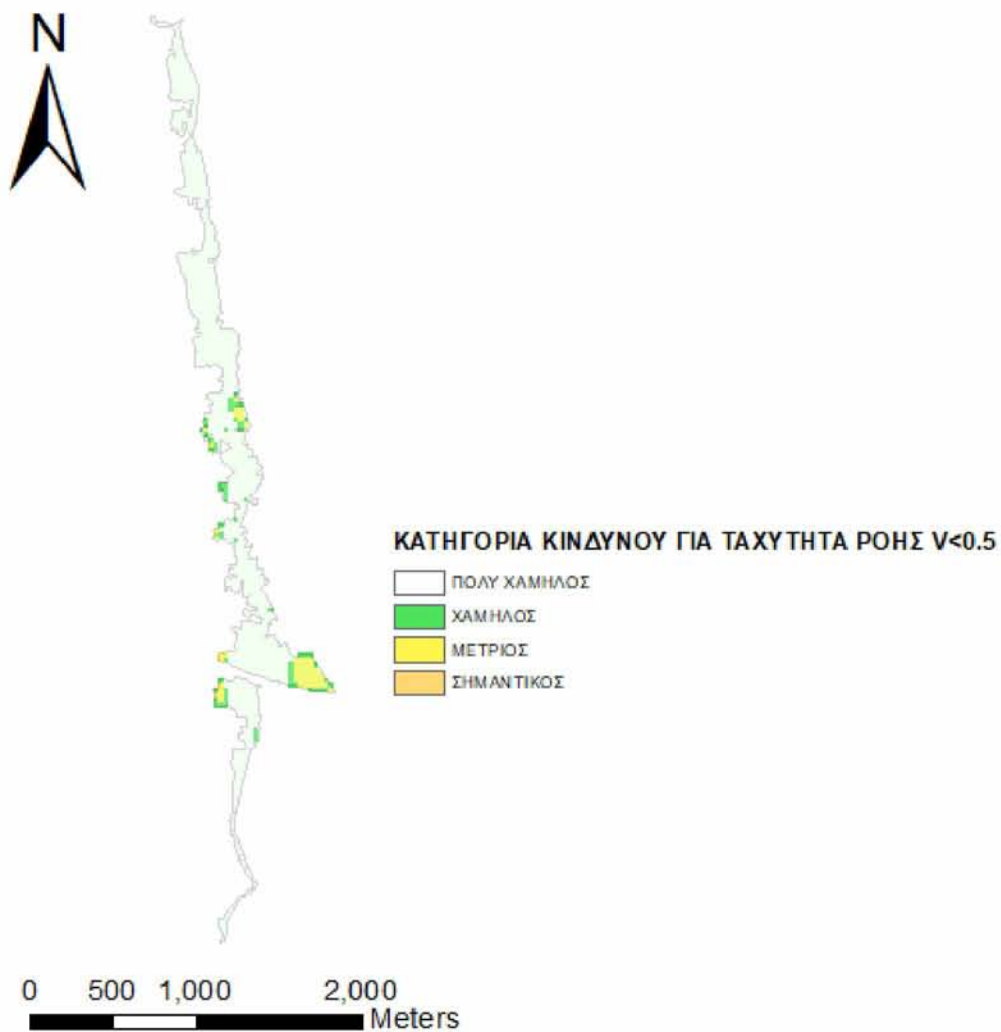 N
ΚΑΤΗΓΟΡΙΑ ΚΙΝΔΥΝΟΥ ΓΙΑ ΤΑΧΥΤΗΤΑ ΡΟΗΣ V<0.5
ΠΟΛΥ ΧΑΜΗΛΟΣ
ΧΑΜΗΛΟΣ
ΜΕΤΡΙΟΣ
ΣΗΜΑΝΤΙΚΟΣ
0 500 1,000 2,000
Meters